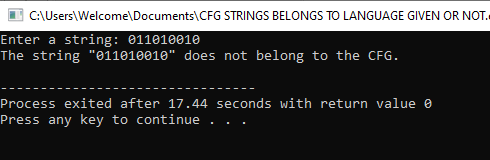 C:\Users\Welcome\Documents\CFG STRINGS BELONGS TO LANGUAGE GIVEN OR NOT.
Enter a string: 011010010
The string "011010010" does not belong to the CFG.
--------------------------------
Process exited after 17.44 seconds with return value 0
Press any key to continue . . .